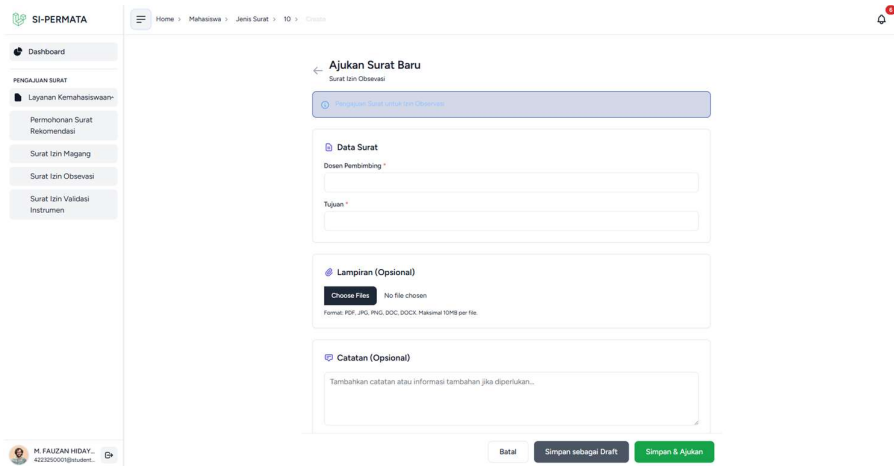 SI-PERMATA
Home > Mahasiswa > Jenis Surat > 10 > Create
6
Dashboard
PENGAJUAN SURAT
Layanan Kemahasiswaan
Permohonan Surat
Rekomendasi
Surat Izin Magang
Surat Izin Obsevasi
Surat Izin Validasi
Instrumen
M. FAUZAN HIDAY...
4223250001@student...
Ajukan Surat Baru
Surat Izin Obsevasi
Pengajuan Surat untuk Izin Observasi
Data Surat
Dosen Pembimbing *
Tujuan *
Lampiran (Opsional)
Choose Files No file chosen
Format: PDF, JPG, PNG, DOC, DOCX. Maksimal 10MB per file.
Catatan (Opsional)
Tambahkan catatan atau informasi tambahan jika diperlukan...
Batal
Simpan sebagai Draft
Simpan & Ajukan